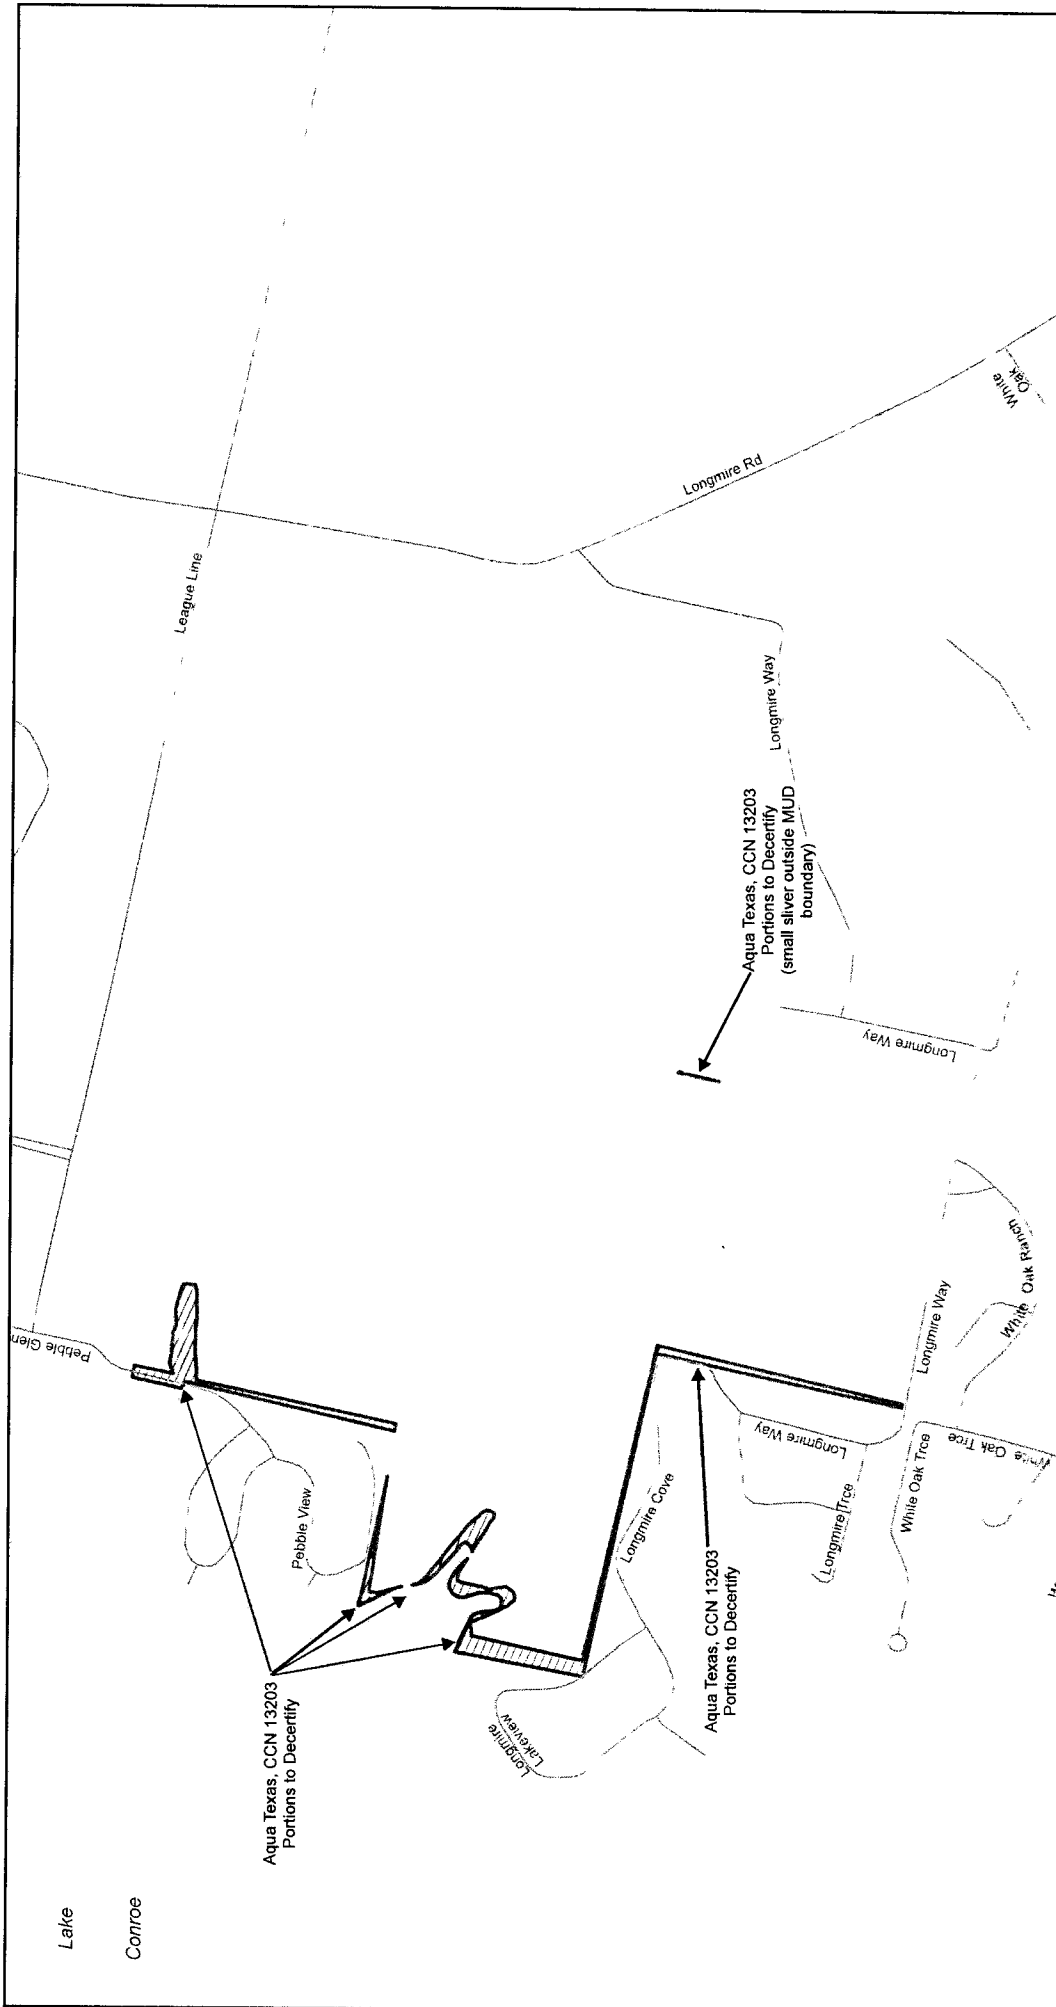 Lake
Conroe
Pebble Glen
League Line
Aqua Texas, CCN 13203
Portions to Decertify
Pebble View
Longmire
Lakeview
Longmire Cove
Aqua Texas, CCN 13203
Portions to Decertify
Longmire Way
Longmire Trce
White Oak Trce
White Oak Trce
Longmire Way
White Oak Ranch
Aqua Texas, CCN 13203
Portions to Decertify
(small sliver outside MUD
boundary)
Longmire Way
Longmire Way
Longmire Rd
White
Oak